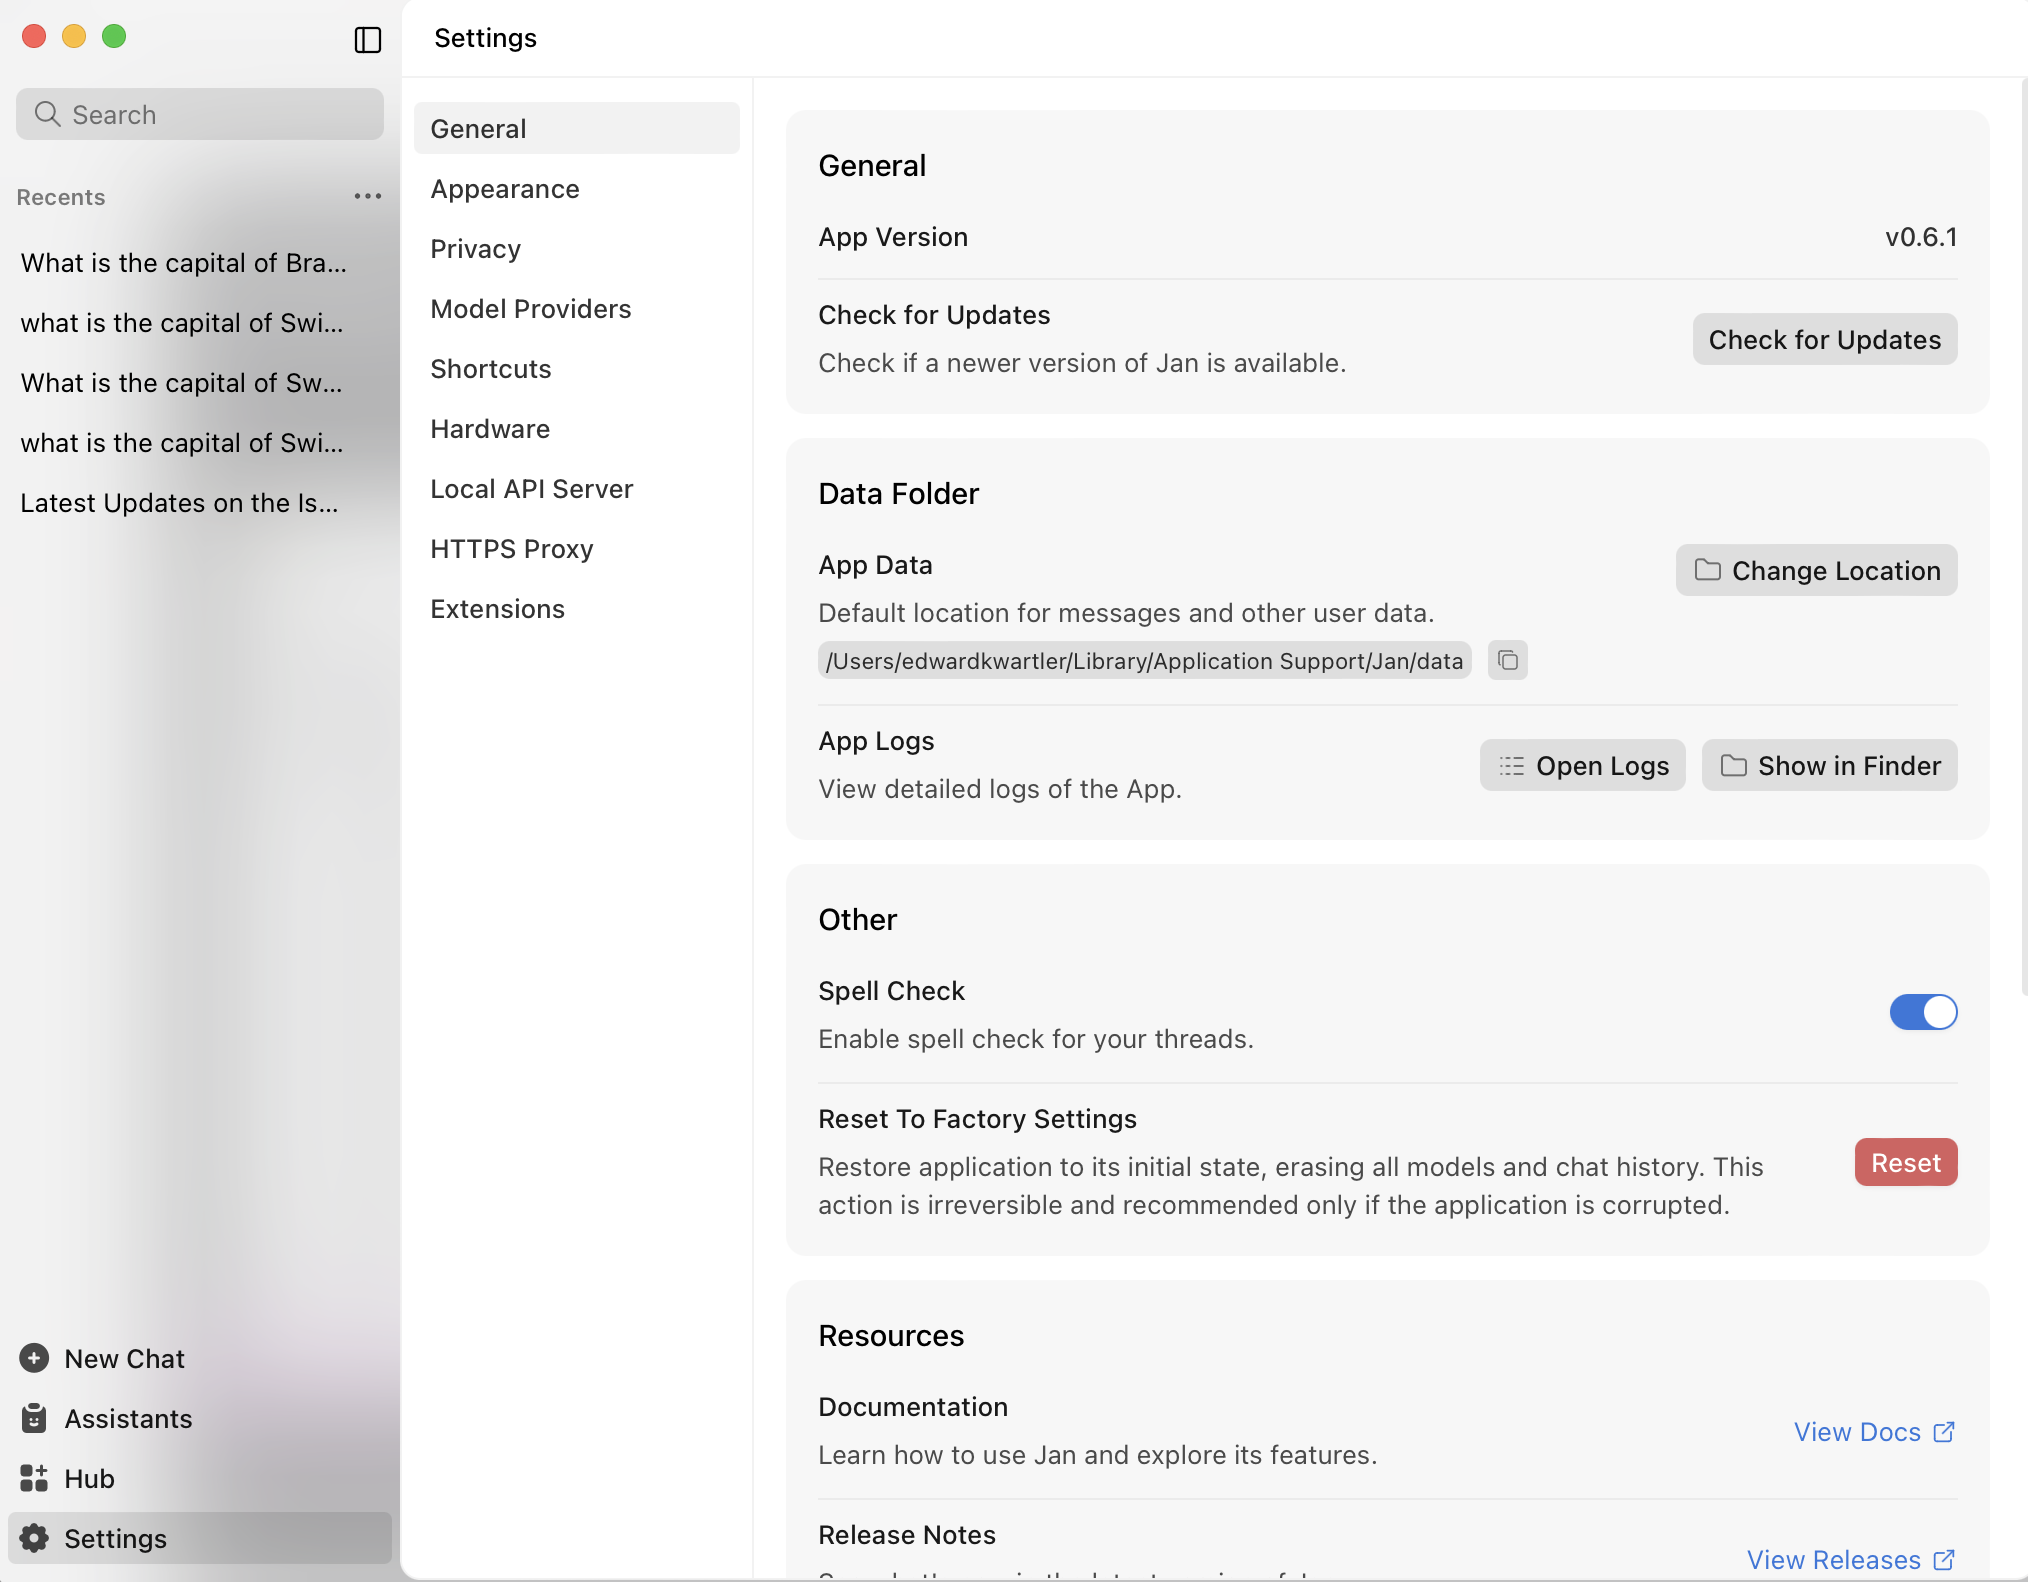 Settings
Search
Recents
What is the capital of Bra...
what is the capital of Swi...
What is the capital of Sw...
what is the capital of Swi...
Latest Updates on the Is...
New Chat
Assistants
Hub
Settings
General
Appearance
Privacy
Model Providers
Shortcuts
Hardware
Local API Server
HTTPS Proxy
Extensions
General
App Version
v0.6.1
Check for Updates
Check if a newer version of Jan is available.
Check for Updates
Data Folder
App Data
Default location for messages and other user data.
/Users/edwardkwartler/Library/Application Support/Jan/data
Change Location
App Logs
View detailed logs of the App.
Open Logs
Show in Finder
Other
Spell Check
Enable spell check for your threads.
Reset To Factory Settings
Restore application to its initial state, erasing all models and chat history. This
action is irreversible and recommended only if the application is corrupted.
Reset
Resources
Documentation
Learn how to use Jan and explore its features.
View Docs
Release Notes
View Releases